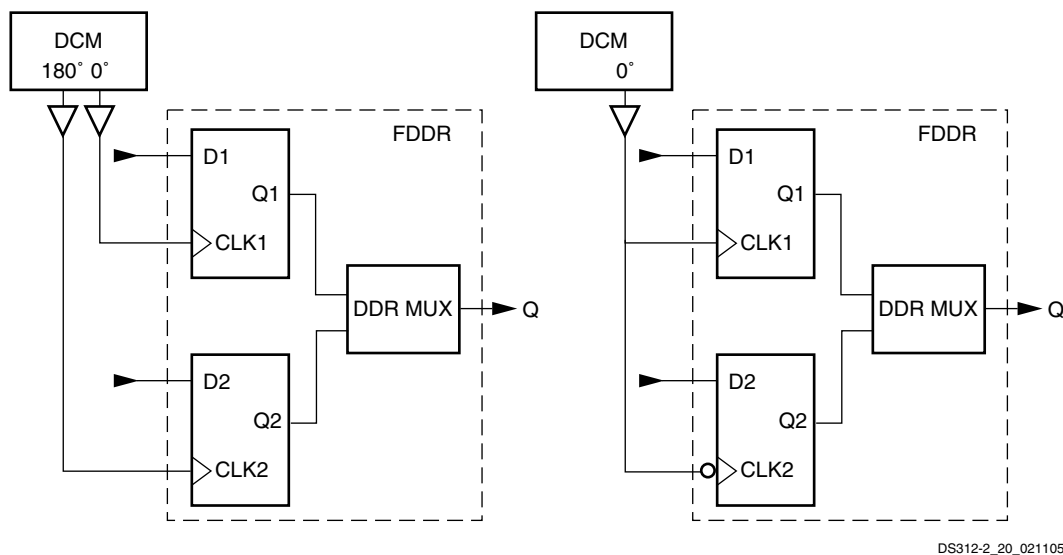 DCM
180° 0°
FDDR
D1
Q1
CLK1
DDR MUX
Q
D2
Q2
CLK2
DCM
0°
FDDR
D1
Q1
CLK1
DDR MUX
Q
D2
Q2
CLK2
DS312-2_20_021105